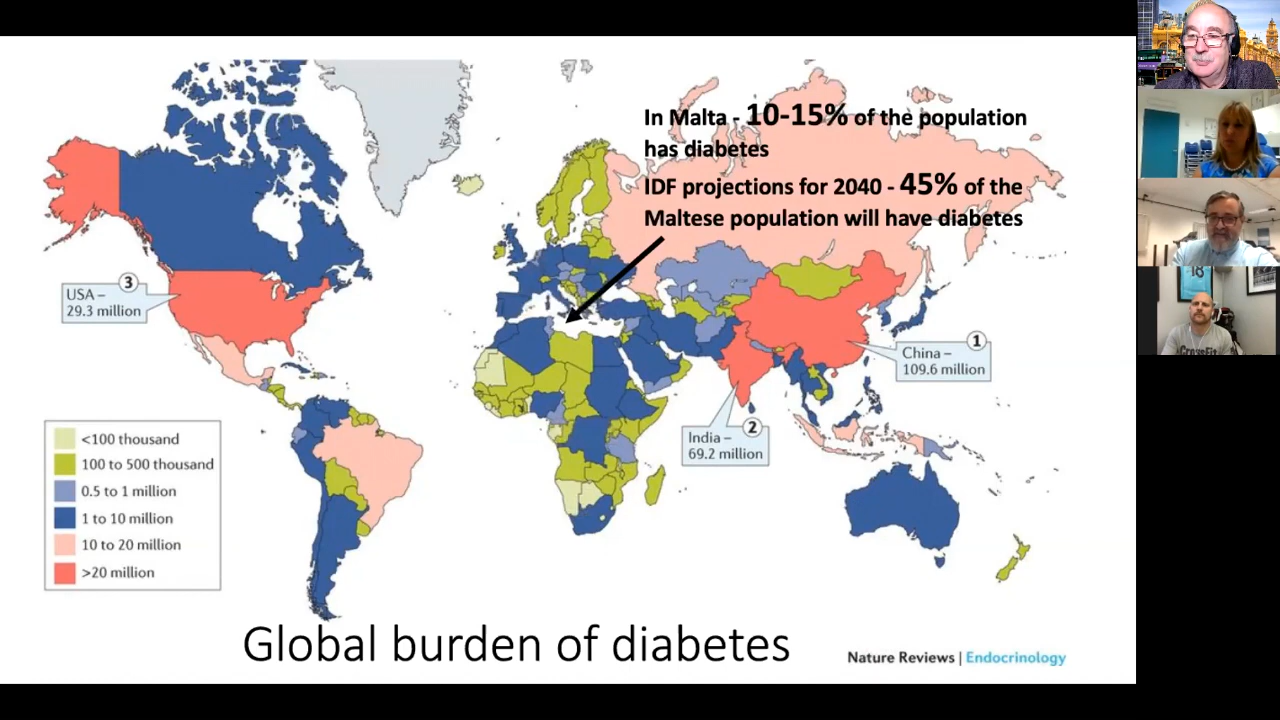 In Malta - 10-15% of the population
has diabetes
IDF projections for 2040 - 45% of the
Maltese population will have diabetes
3
USA –
29.3 million
1
China –
109.6 million
2
India –
69.2 million
<100 thousand
100 to 500 thousand
0.5 to 1 million
1 to 10 million
10 to 20 million
>20 million
Global burden of diabetes
Nature Reviews | Endocrinology
18
CrossFit